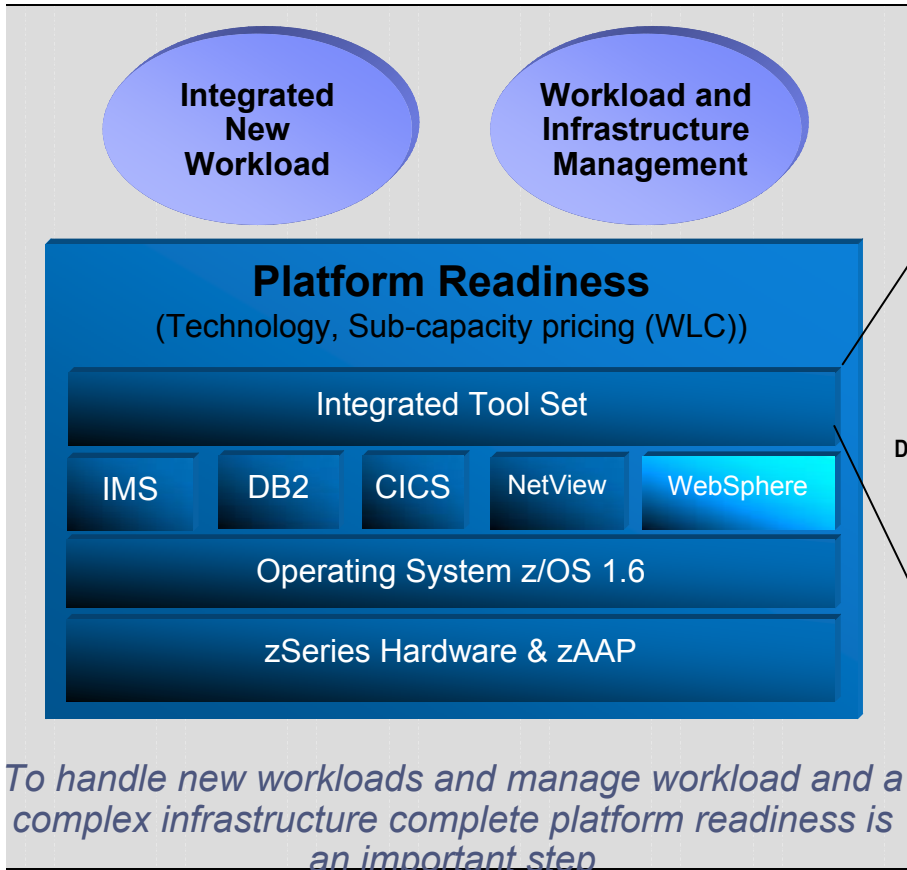 Integrated
New
Workload
Workload and
Infrastructure
Management
Platform Readiness
(Technology, Sub-capacity pricing (WLC))
Integrated Tool Set
D
IMS
DB2
CICS
NetView
WebSphere
Operating System z/OS 1.6
zSeries Hardware & zAAP
To handle new workloads and manage workload and a
complex infrastructure complete platform readiness is
an important step